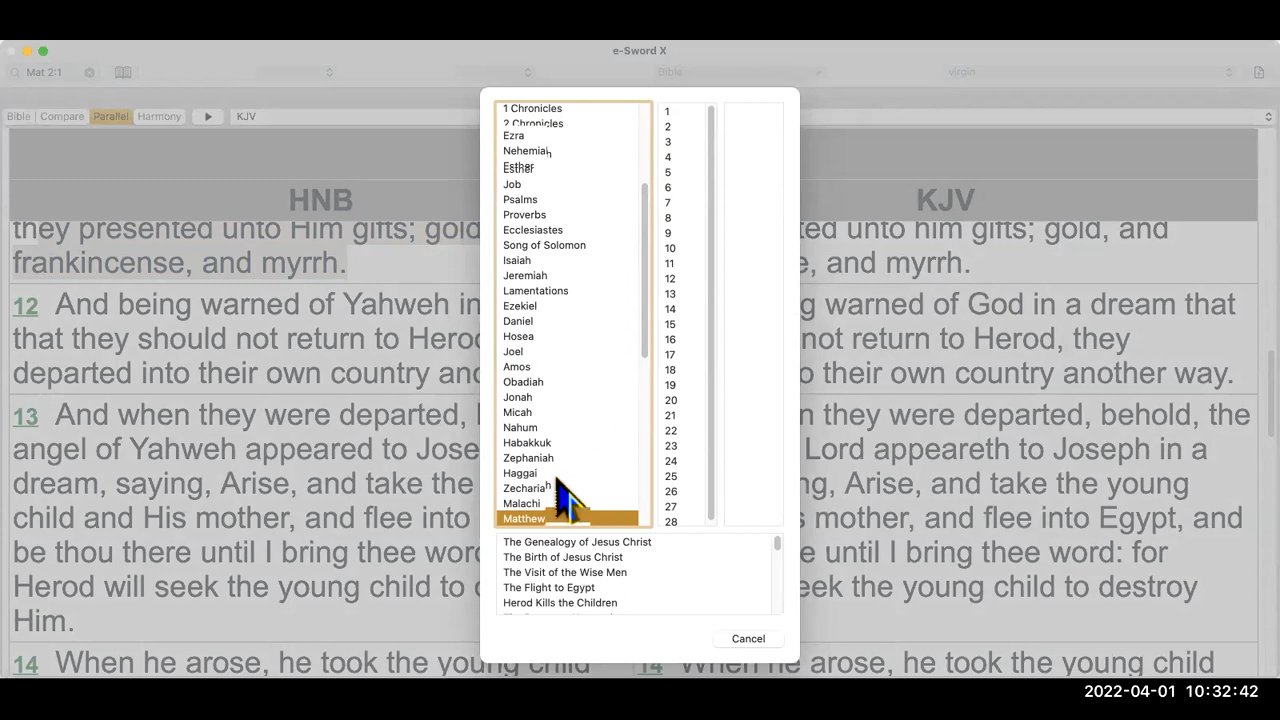 e-Sword X
Mat 2:1
Bible
virgin
Bible Compare Parallel Harmony KJV
HNB KJV
they presented unto Him gifts; gold
frankincense, and myrrh.
ted unto him gifts; gold, and
e, and myrrh.
12 And being warned of Yahweh in
that they should not return to Herod
departed into their own country and
g warned of God in a dream that
not return to Herod, they
o their own country another way.
13 And when they were departed,
angel of Yahweh appeared to Jose
dream, saying, Arise, and take the
child and His mother, and flee into
be thou there until I bring thee word
Herod will seek the young child to
Him.
n they were departed, behold, the
Lord appeareth to Joseph in a
ng, Arise, and take the young
s mother, and flee into Egypt, and
e until I bring thee word: for
eek the young child to destroy
14 When he arose, he took the young child
14 When he arose, he took the young child
1 Chronicles
2 Chronicles
Ezra
Nehemiah
Esther
Esther
Job
Psalms
Proverbs
Ecclesiastes
Song of Solomon
Isaiah
Jeremiah
Lamentations
Ezekiel
Daniel
Hosea
Joel
Amos
Obadiah
Jonah
Micah
Nahum
Habakkuk
Zephaniah
Haggai
Zechariah
Malachi
Matthew
1
2
3
4
5
6
7
8
9
10
11
12
13
14
15
16
17
18
19
20
21
22
23
24
25
26
27
28
The Genealogy of Jesus Christ
The Birth of Jesus Christ
The Visit of the Wise Men
The Flight to Egypt
Herod Kills the Children
Cancel
2022-04-01 10:32:42